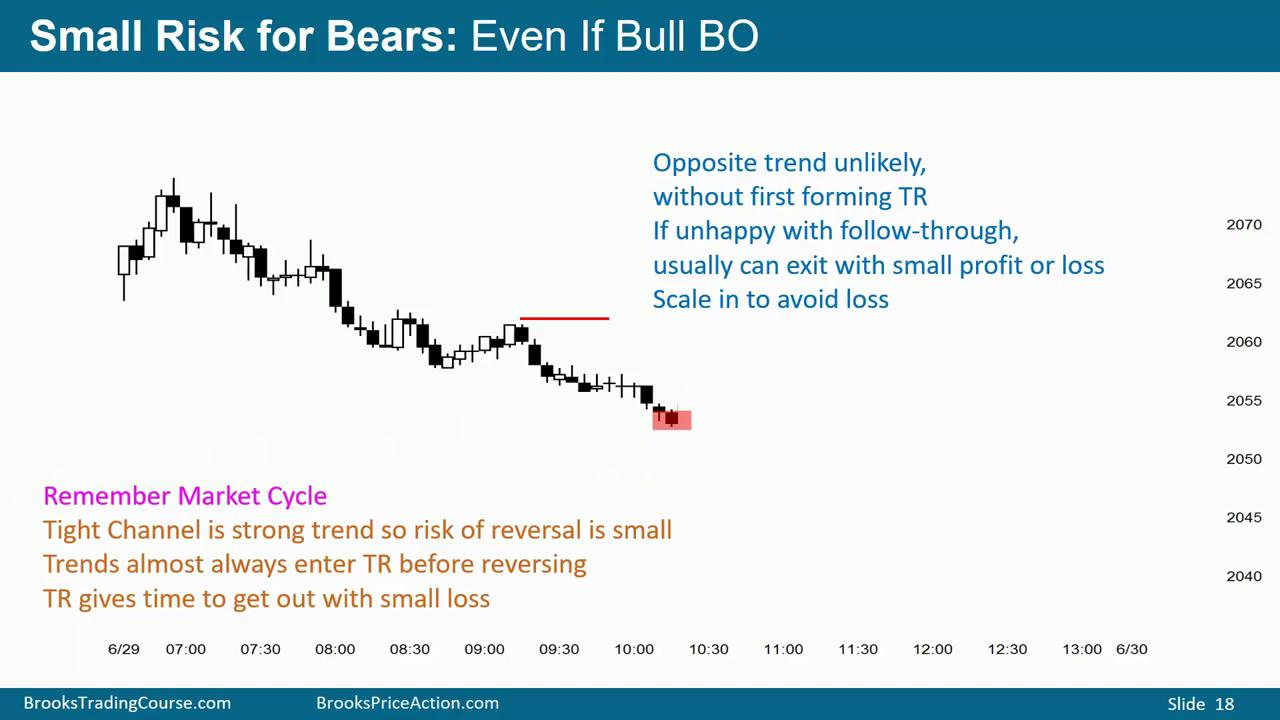 Small Risk for Bears: Even If Bull BO
Opposite trend unlikely,
without first forming TR
If unhappy with follow-through,
usually can exit with small profit or loss
Scale in to avoid loss
2070
2065
2060
2055
2050
2045
2040
Remember Market Cycle
Tight Channel is strong trend so risk of reversal is small
Trends almost always enter TR before reversing
TR gives time to get out with small loss
6/29 07:00 07:30 08:00 08:30 09:00 09:30 10:00 10:30 11:00 11:30 12:00 12:30 13:00 6/30
BrooksTradingCourse.com BrooksPriceAction.com Slide 18